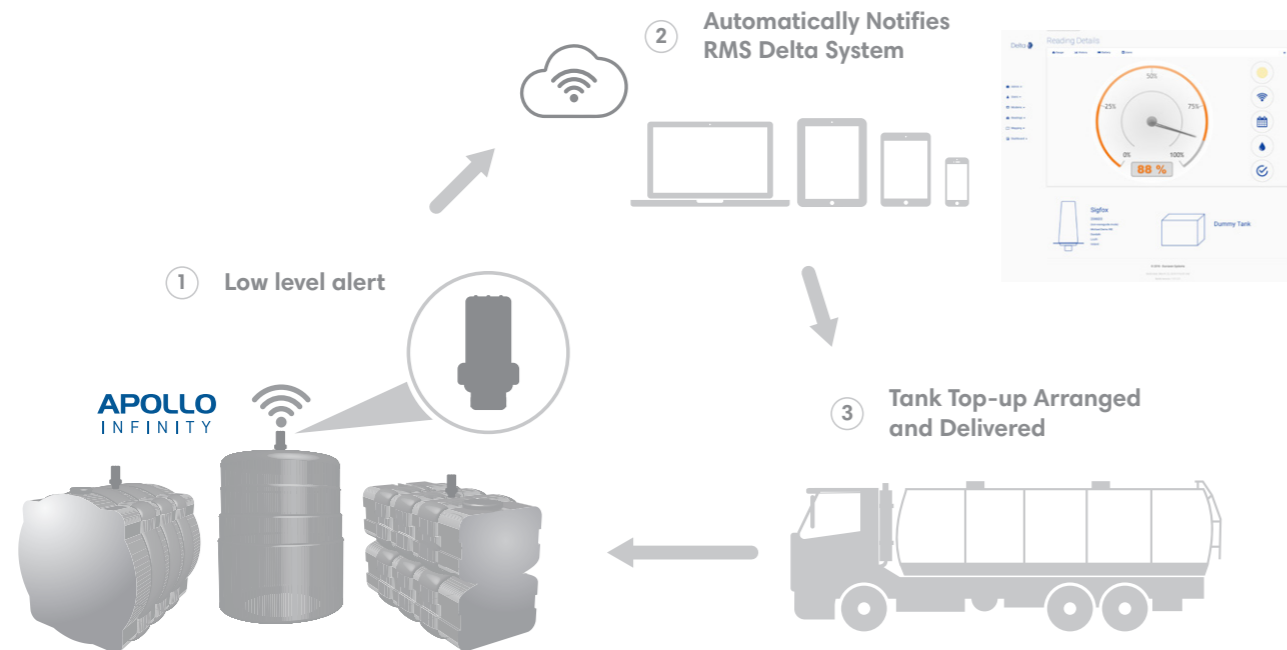 2
Automatically Notifies
RMS Delta System
Delta
Reading Details
50%
25%
75%
0%
100%
88 %
Sigfox
Dummy Tank
1
Low level alert
APOLLO
INFINITY
3
Tank Top-up Arranged
and Delivered